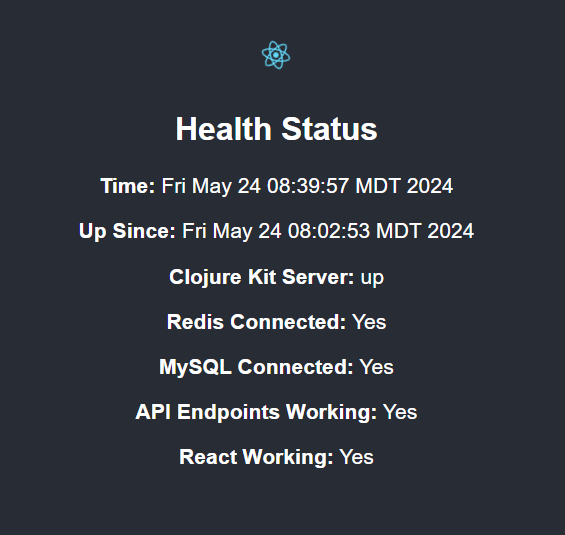 Health Status
Time: Fri May 24 08:39:57 MDT 2024
Up Since: Fri May 24 08:02:53 MDT 2024
Clojure Kit Server: up
Redis Connected: Yes
MySQL Connected: Yes
API Endpoints Working: Yes
React Working: Yes